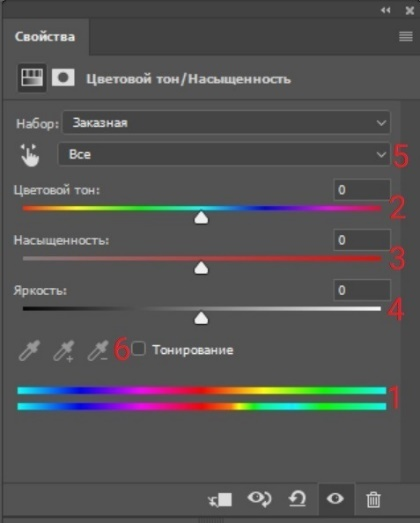 Свойства
Цветовой тон/Насыщенность
Набор: Заказная
Все 5
Цветовой тон: 0
2
Насыщенность: 0
3
Яркость: 0
4
6 Тонирование
1